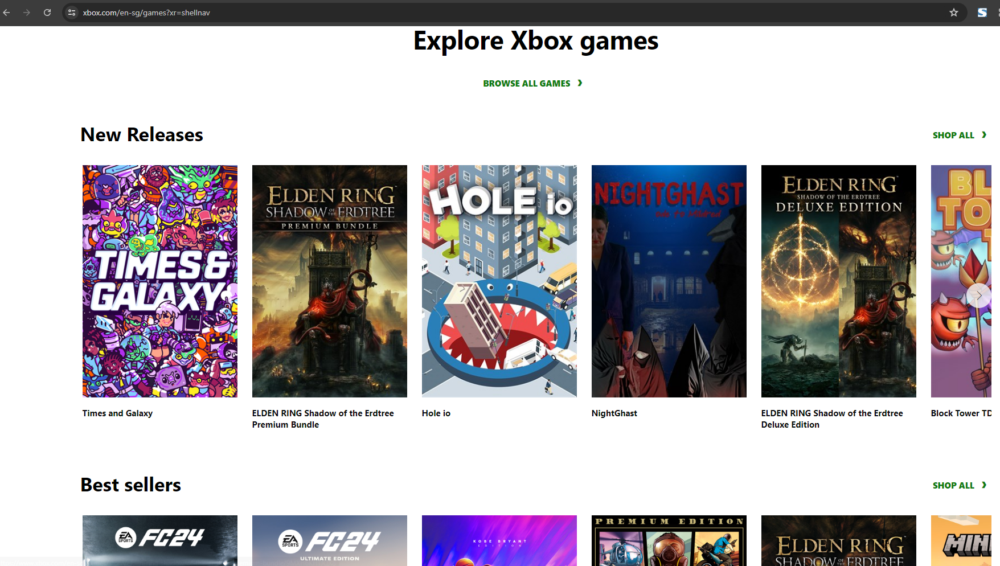 xbox.com/en-sg/games?xr=shellnav
Explore Xbox games
BROWSE ALL GAMES
New Releases
SHOP ALL
TIMES &
GALAXY
ELDEN RING
SHADOW OF THE ERDTREE
PREMIUM BUNDLE
HOLE io
NIGHTGHAST
ode to Mildred
ELDEN RING
SHADOW OF THE ERDTREE
DELUXE EDITION
BL
TO
T
Times and Galaxy
ELDEN RING Shadow of the Erdtree
Premium Bundle
Hole io
NightGhast
ELDEN RING Shadow of the Erdtree
Deluxe Edition
Block Tower TD
Best sellers
SHOP ALL
EA
SPORTS
FC24
EA
SPORTS
FC24
ULTIMATE EDITION
KOBE BRYANT
EDITION
PREMIUM EDITION
ELDEN RING
SHADOW OF THE ERDTREE
MIN